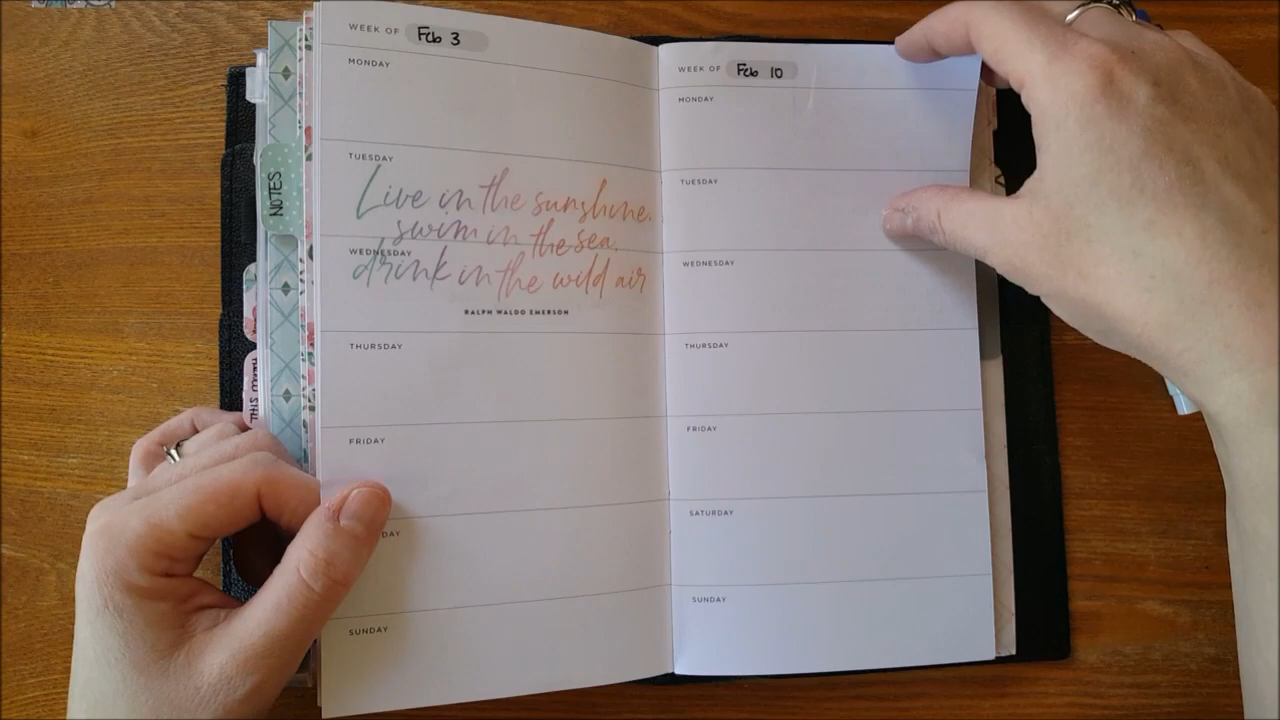 WEEK OF Feb 3
MONDAY
TUESDAY
Live in the sunshine,
swim in the sea,
WEDNESDAY
drink in the wild air
RALPH WALDO EMERSON
THURSDAY
FRIDAY
DAY
SUNDAY
WEEK OF Feb 10
MONDAY
TUESDAY
WEDNESDAY
THURSDAY
FRIDAY
SATURDAY
SUNDAY
NOTES
THIS